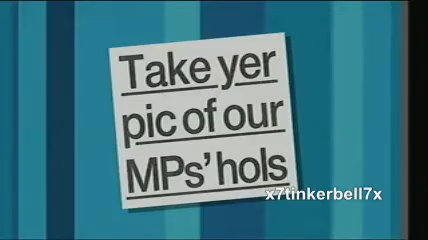 Take yer
pic of our
MPs' hols
x7tinkerbell7x